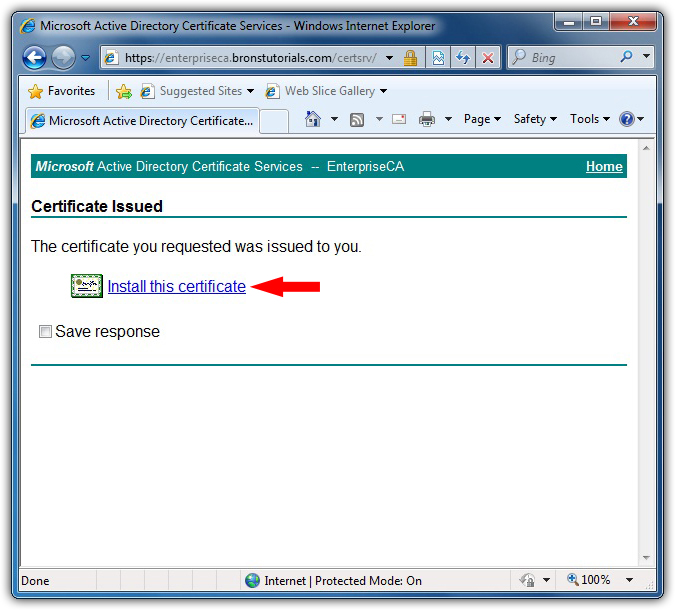 Microsoft Active Directory Certificate Services - Windows Internet Explorer
https://enterpriseca.bronstutorials.com/certsrv/
Bing
Favorites Suggested Sites Web Slice Gallery
Microsoft Active Directory Certificate... Page Safety Tools
Microsoft Active Directory Certificate Services -- EnterpriseCA Home
Certificate Issued
The certificate you requested was issued to you.
Install this certificate
Save response
Done Internet | Protected Mode: On 100%